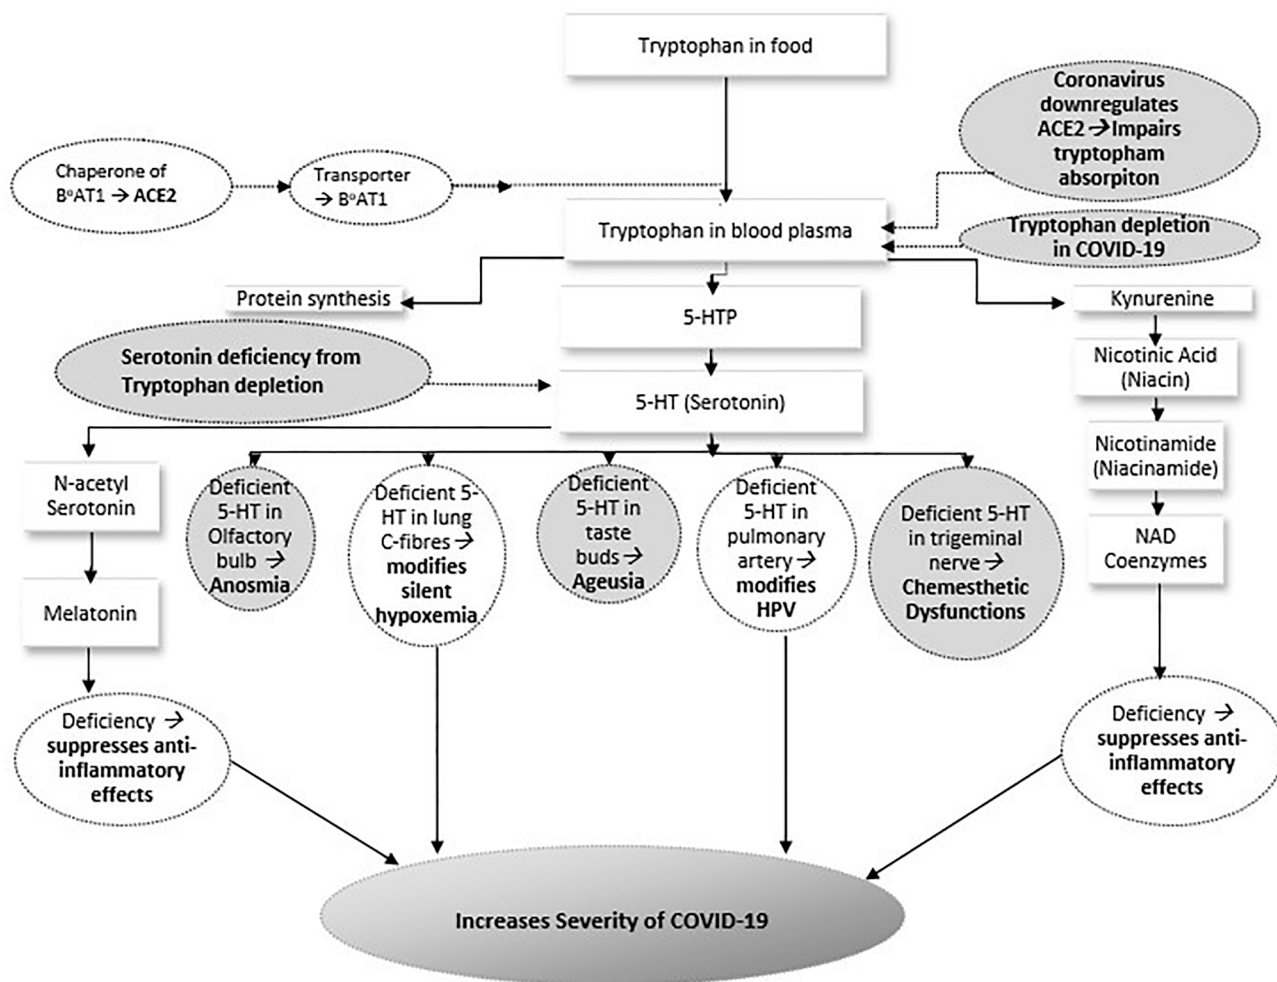 Tryptophan in food
Coronavirus
downregulates
ACE2 → Impairs
tryptopham
absorpiton
Chaperone of
BºAT1 → ACE2
Transporter
→ BºAT1
Tryptophan in blood plasma
Tryptophan depletion
in COVID-19
Protein synthesis
5-HTP
Kynurenine
Serotonin deficiency from
Tryptophan depletion
Nicotinic Acid
(Niacin)
5-HT (Serotonin)
Nicotinamide
(Niacinamide)
N-acetyl
Serotonin
Deficient
5-HT in
Olfactory
bulb →
Anosmia
Deficient 5-
HT in lung
C-fibres →
modifies
silent
hypoxemia
Deficient
5-HT in
taste
buds →
Ageusia
Deficient
5-HT in
pulmonary
artery →
modifies
HPV
Deficient 5-HT
in trigeminal
nerve →
Chemesthetic
Dysfunctions
NAD
Coenzymes
Melatonin
Deficiency →
suppresses anti-
inflammatory
effects
Deficiency →
suppresses anti-
inflammatory
effects
Increases Severity of COVID-19